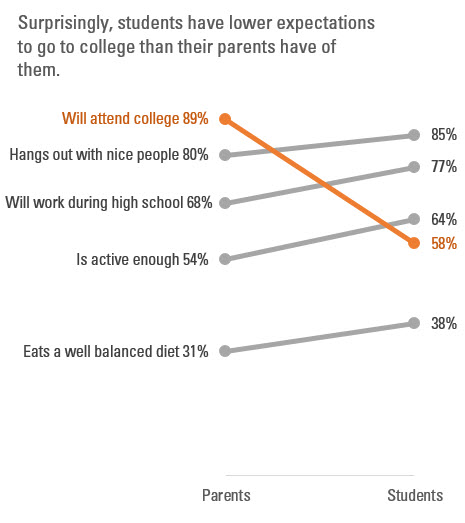 Surprisingly, students have lower expectations
to go to college than their parents have of
them.
Will attend college 89%
85%
Hangs out with nice people 80%
77%
Will work during high school 68%
64%
58%
Is active enough 54%
38%
Eats a well balanced diet 31%
Parents
Students